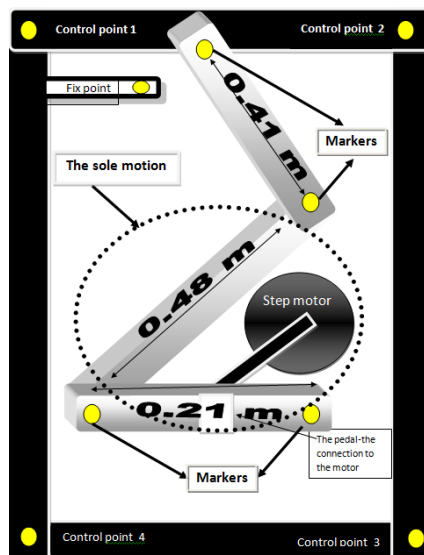 Control point 1
Control point 2
Fix point
0.41 m
Markers
The sole motion
0.48 m
Step motor
0.21 m
The pedal-the
connection to
the motor
Markers
Control point 4
Control point 3